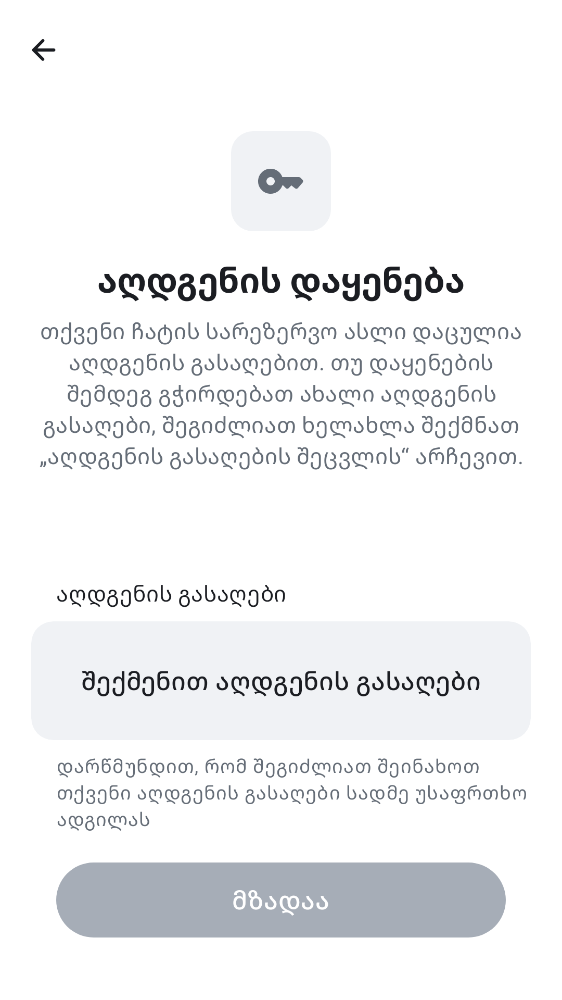 აღდგენის დაყენება
თქვენი ჩატის სარეზერვო ასლი დაცულია
აღდგენის გასაღებით. თუ დაყენების
შემდეგ გჭირდებათ ახალი აღდგენის
გასაღები, შეგიძლიათ ხელახლა შექმნათ
„აღდგენის გასაღების შეცვლის“ არჩევით.
აღდგენის გასაღები
შექმენით აღდგენის გასაღები
დარწმუნდით, რომ შეგიძლიათ შეინახოთ
თქვენი აღდგენის გასაღები სადმე უსაფრთხო
ადგილას
მზადაა